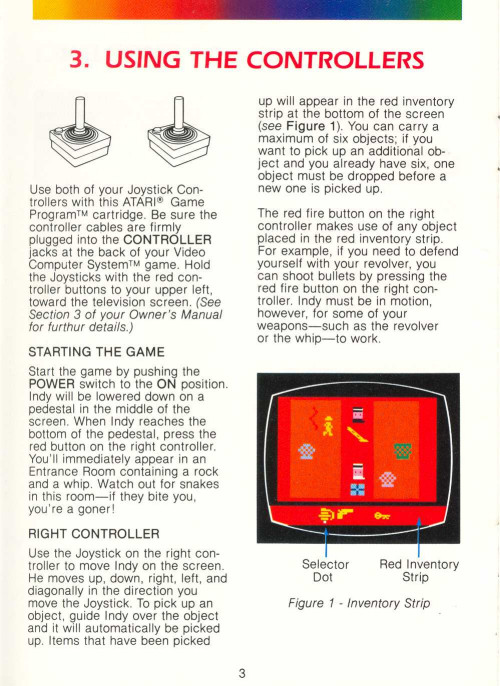 3. USING THE CONTROLLERS
Use both of your Joystick Con-
trollers with this ATARI® Game
Program™ cartridge. Be sure the
controller cables are firmly
plugged into the CONTROLLER
jacks at the back of your Video
Computer System™ game. Hold
the Joysticks with the red con-
troller buttons to your upper left,
toward the television screen. (See
Section 3 of your Owner's Manual
for furthur details.)
STARTING THE GAME
Start the game by pushing the
POWER switch to the ON position.
Indy will be lowered down on a
pedestal in the middle of the
screen. When Indy reaches the
bottom of the pedestal, press the
red button on the right controller.
You'll immediately appear in an
Entrance Room containing a rock
and a whip. Watch out for snakes
in this room—if they bite you,
you're a goner!
RIGHT CONTROLLER
Use the Joystick on the right con-
troller to move Indy on the screen.
He moves up, down, right, left, and
diagonally in the direction you
move the Joystick. To pick up an
object, guide Indy over the object
and it will automatically be picked
up. Items that have been picked
up will appear in the red inventory
strip at the bottom of the screen
(see Figure 1). You can carry a
maximum of six objects; if you
want to pick up an additional ob-
ject and you already have six, one
object must be dropped before a
new one is picked up.
The red fire button on the right
controller makes use of any object
placed in the red inventory strip.
For example, if you need to defend
yourself with your revolver, you
can shoot bullets by pressing the
red fire button on the right con-
troller. Indy must be in motion,
however, for some of your
weapons—such as the revolver
or the whip—to work.
Selector
Dot
Red Inventory
Strip
Figure 1 - Inventory Strip
3